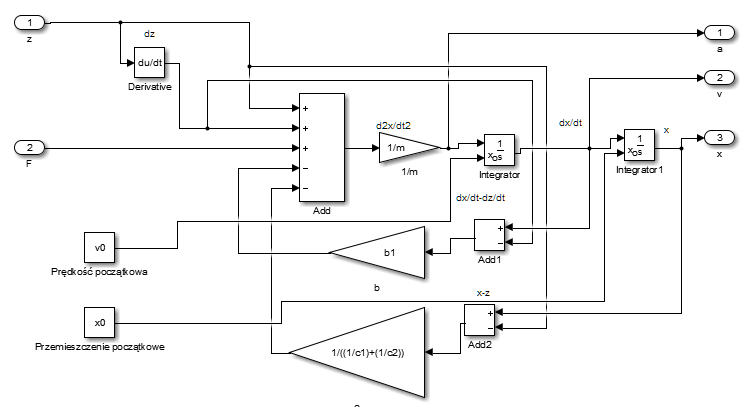 1
z
dz
du/dt
Derivative
1
a
2
v
dx/dt
x
3
x
2
F
+
+
+
−
−
Add
d2x/dt2
1/m
1/m
1
s
xo
Integrator
1
s
xo
Integrator1
dx/dt-dz/dt
v0
Prędkość początkowa
b1
b
+
−
Add1
x-z
x0
Przemieszczenie początkowe
1/((1/c1)+(1/c2))
+
−
Add2